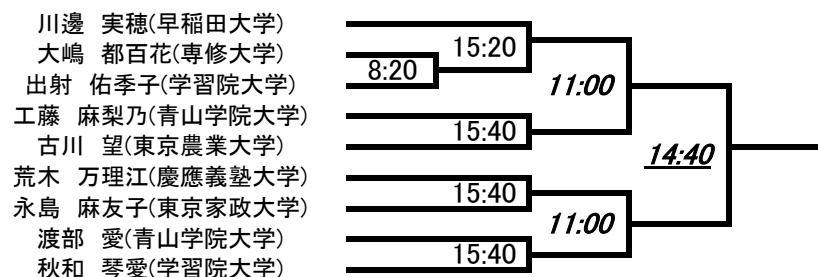 川邊　実穂(早稲田大学)
大嶋　都百花(専修大学)
出射　佑季子(学習院大学)
工藤　麻梨乃(青山学院大学)
古川　望(東京農業大学)
荒木　万理江(慶應義塾大学)
永島　麻友子(東京家政大学)
渡部　愛(青山学院大学)
秋和　琴愛(学習院大学)
15:20
8:20
11:00
15:40
14:40
15:40
11:00
15:40